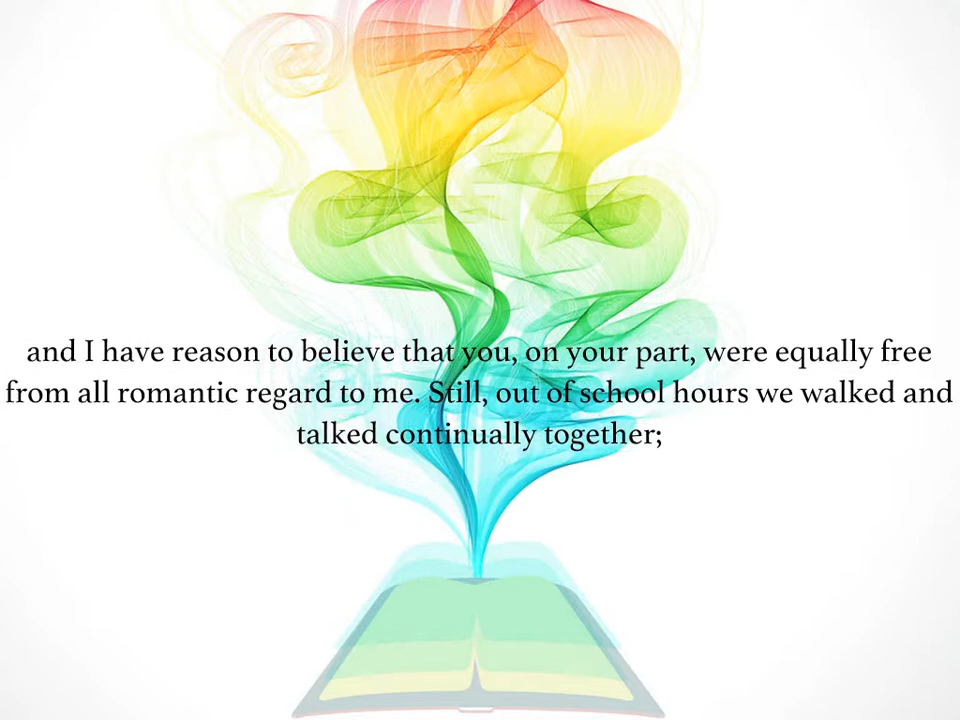 and I have reason to believe that you, on your part, were equally free
from all romantic regard to me. Still, out of school hours we walked and
talked continually together;